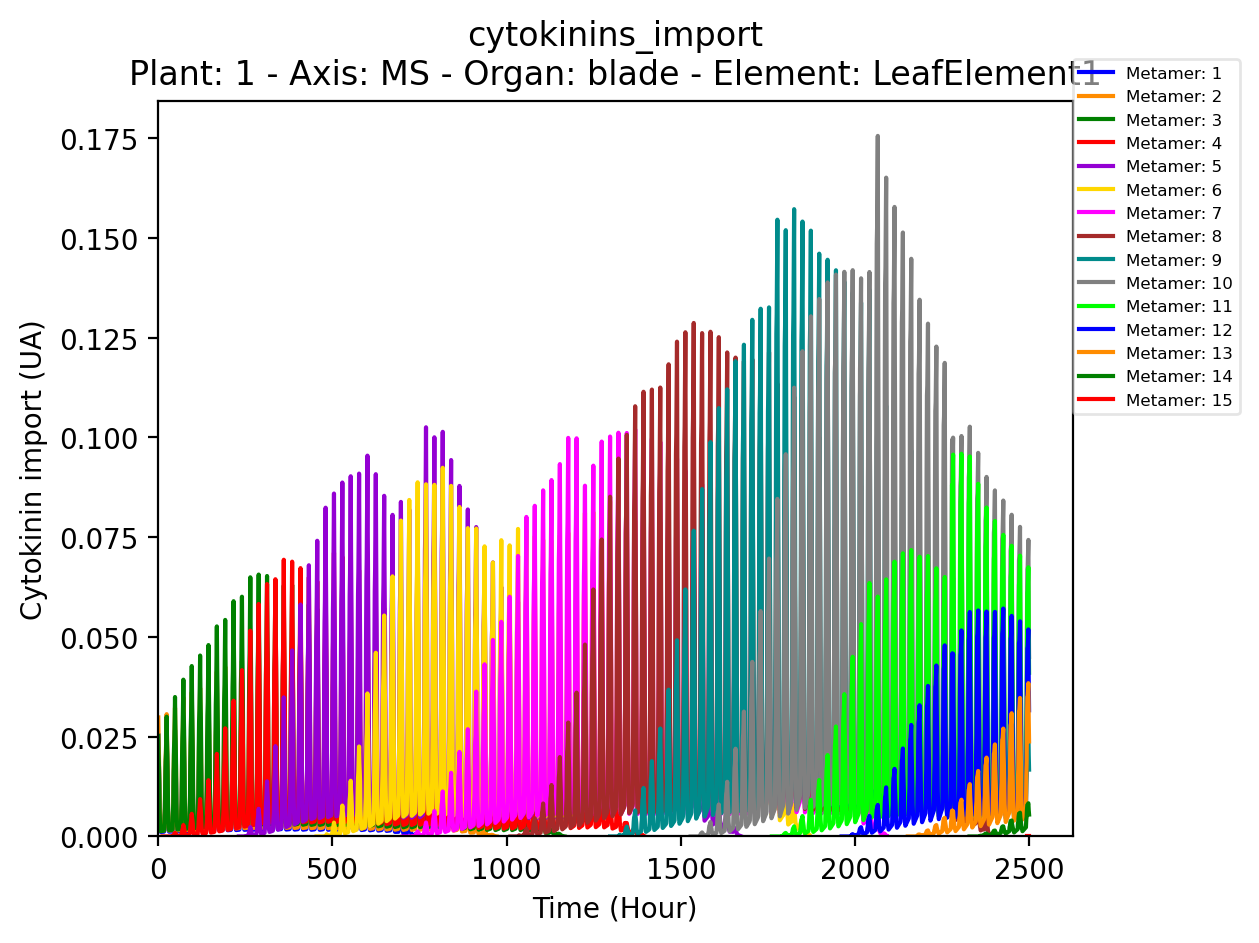 cytokinins_import
Plant: 1 - Axis: MS - Organ: blade - Element: LeafElement1
Metamer: 1
Metamer: 2
Metamer: 3
Metamer: 4
Metamer: 5
Metamer: 6
Metamer: 7
Metamer: 8
Metamer: 9
Metamer: 10
Metamer: 11
Metamer: 12
Metamer: 13
Metamer: 14
Metamer: 15
Cytokinin import (UA)
0.175
0.150
0.125
0.100
0.075
0.050
0.025
0.000
0 500 1000 1500 2000 2500
Time (Hour)